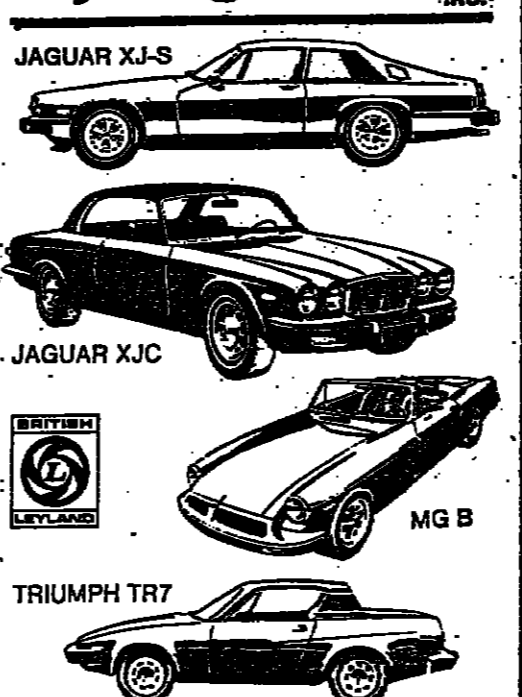 JAGUAR XJ-S
JAGUAR XJC
BRITISH
L
LEYLAND
MG B
TRIUMPH TR7